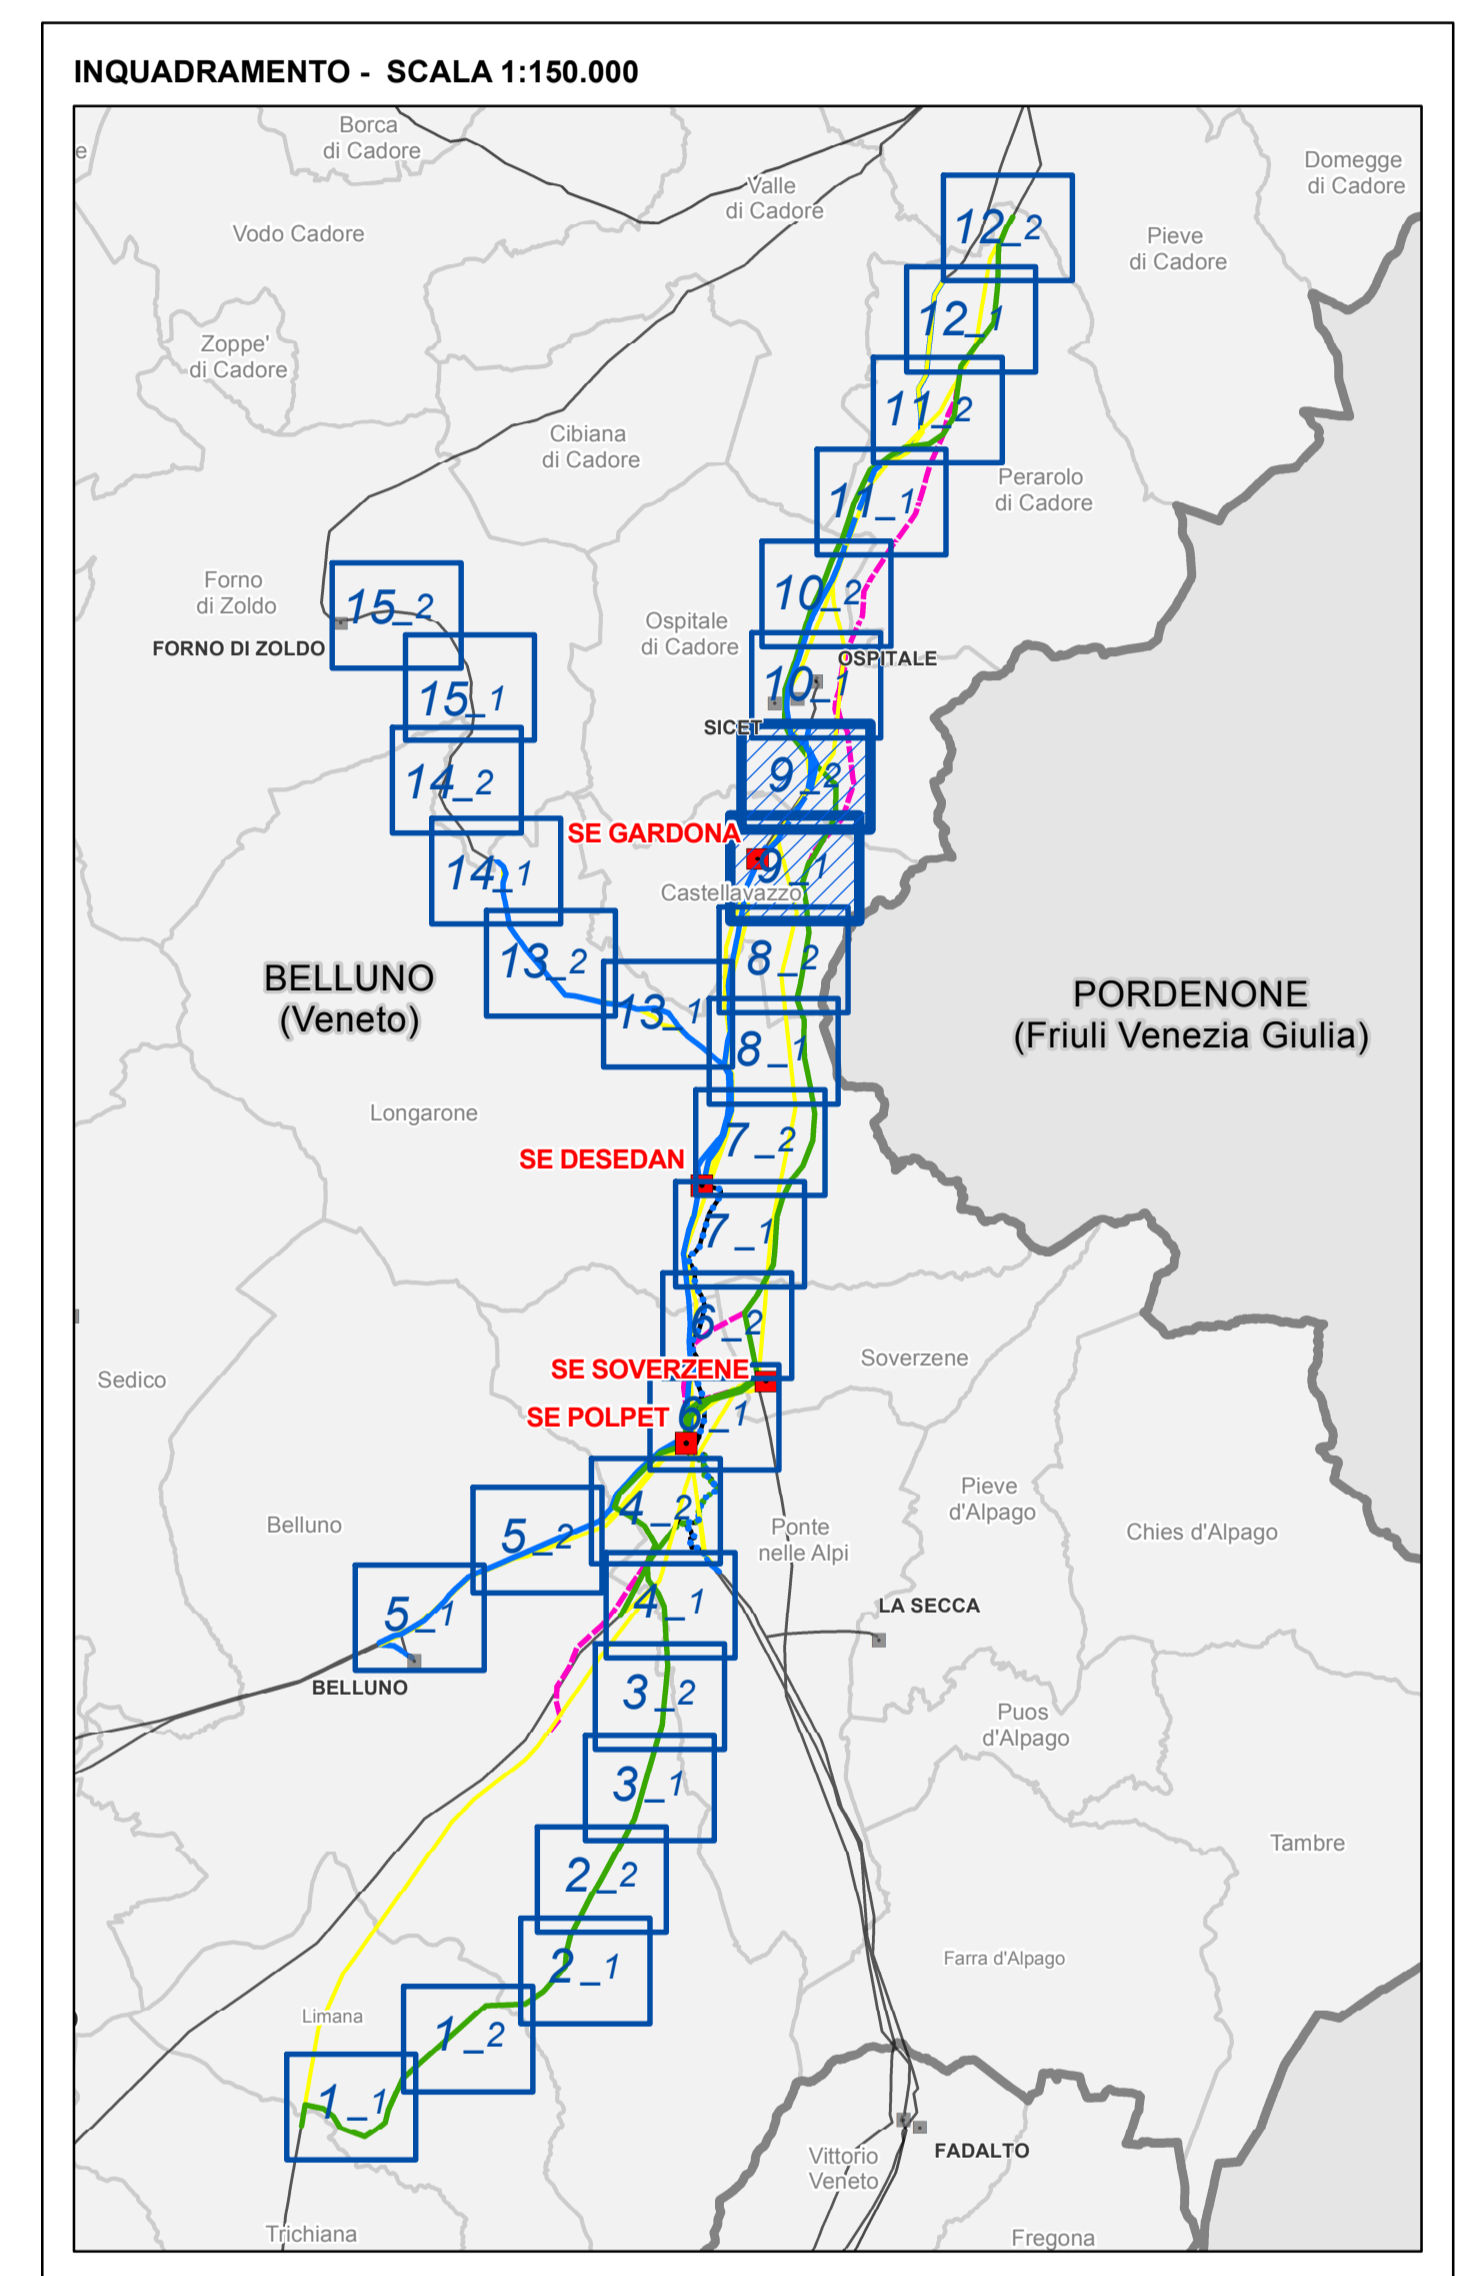 INQUADRAMENTO - SCALA 1:150.000
Borca
di Cadore
e
Domegge
di Cadore
Valle
di Cadore
Vodo Cadore
12_2
Pieve
di Cadore
12_1
Zoppe'
di Cadore
11_2
Cibiana
di Cadore
Perarolo
di Cadore
11_1
Forno
di Zoldo
15_2
10_2
Ospitale
di Cadore
FORNO DI ZOLDO
OSPITALE
15_1
10_1
SICET
14_2
9_2
SE GARDONA
14_1
9_1
Castellavazzo
13_2
8_2
BELLUNO
(Veneto)
PORDENONE
(Friuli Venezia Giulia)
13_1
8_1
Longarone
7_2
SE DESEDAN
7_1
6_2
Soverzene
SE SOVERZENE
Sedico
SE POLPET
6_1
Pieve
d'Alpago
4_2
Belluno
5_2
Ponte
nelle Alpi
Chies d'Alpago
4_1
LA SECCA
5_1
BELLUNO
3_2
Puos
d'Alpago
3_1
Tambre
2_2
Farra d'Alpago
2_1
Limana
1_2
1_1
FADALTO
Vittorio
Veneto
Trichiana
Fregona